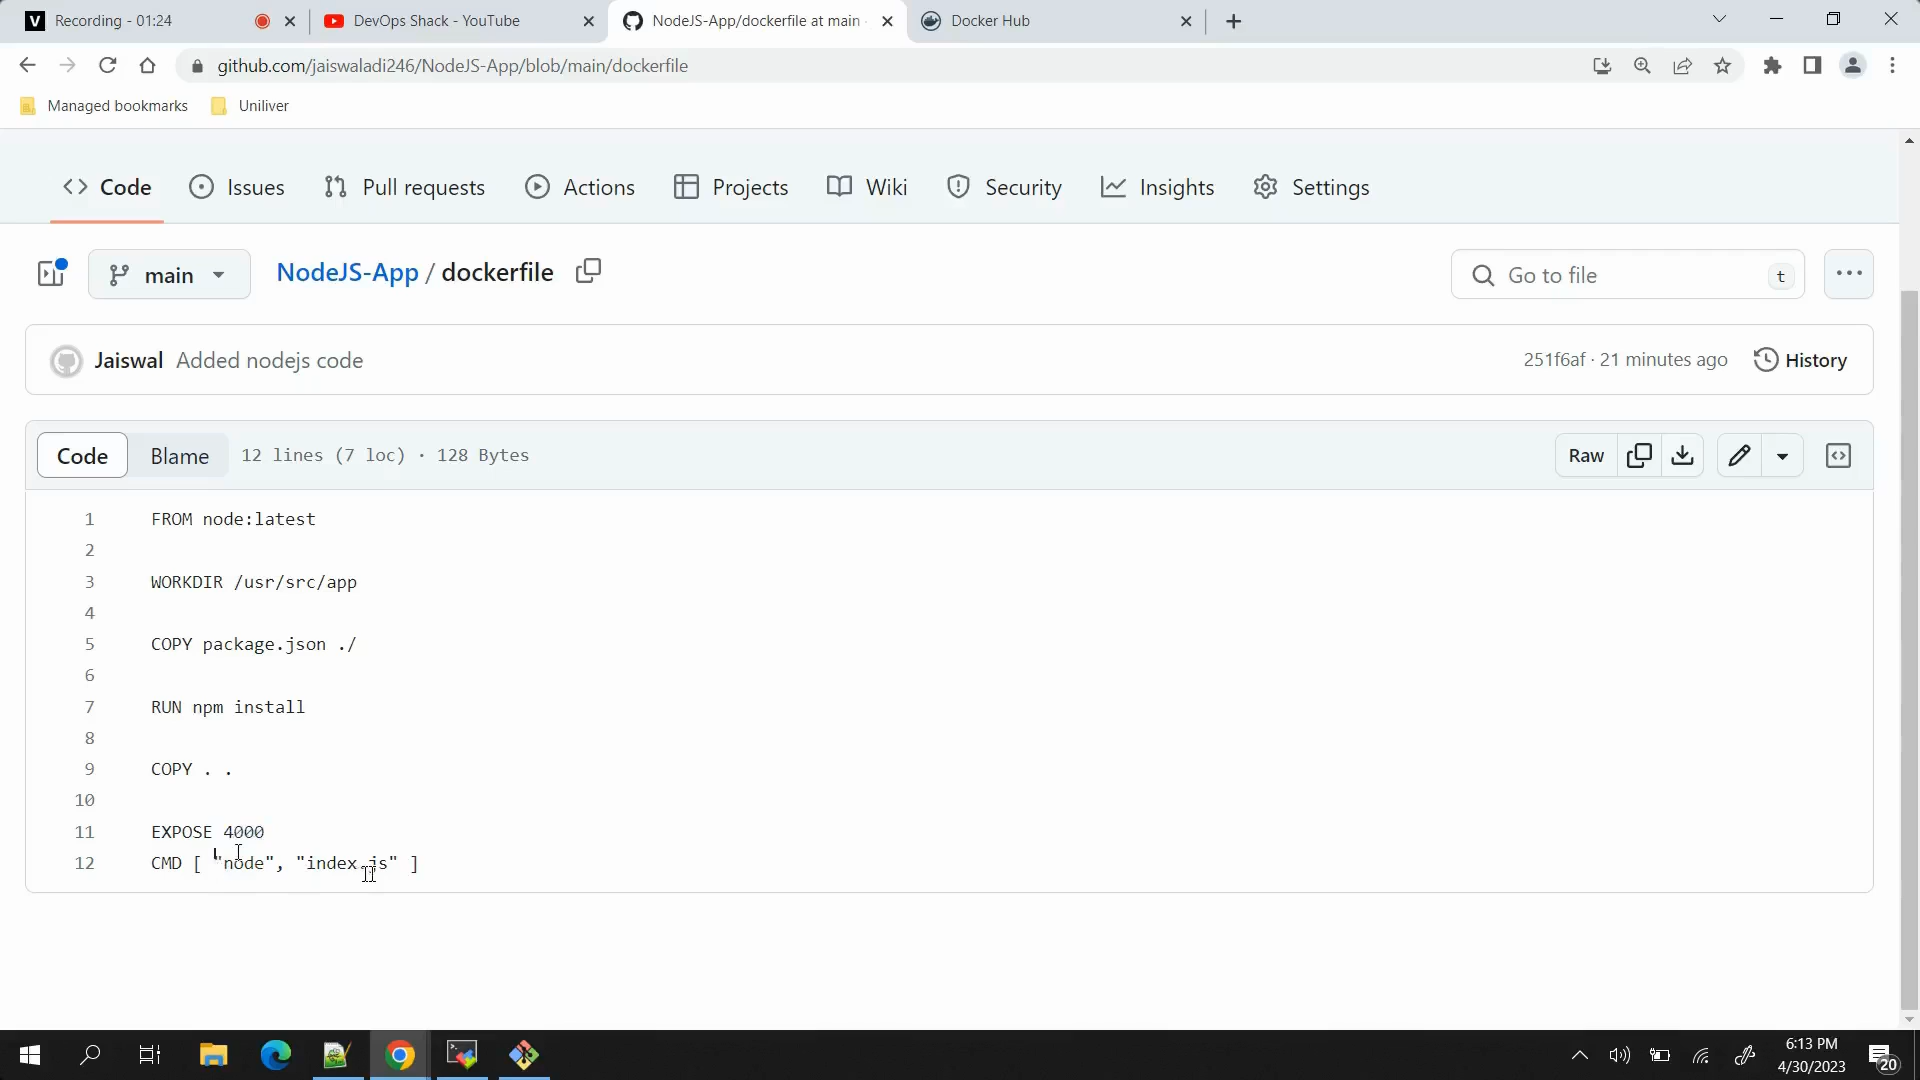 V Recording - 01:24 DevOps Shack - YouTube NodeJS-App/dockerfile at main Docker Hub
github.com/jaiswaladi246/NodeJS-App/blob/main/dockerfile
Managed bookmarks Uniliver
Code Issues Pull requests Actions Projects Wiki Security Insights Settings
main NodeJS-App / dockerfile Go to file t
Jaiswal Added nodejs code 251f6af · 21 minutes ago History
Code Blame 12 lines (7 loc) · 128 Bytes Raw
1 FROM node:latest
2
3 WORKDIR /usr/src/app
4
5 COPY package.json ./
6
7 RUN npm install
8
9 COPY . .
10
11 EXPOSE 4000
12 CMD [ "node", "index.js" ]
6:13 PM
4/30/2023
20